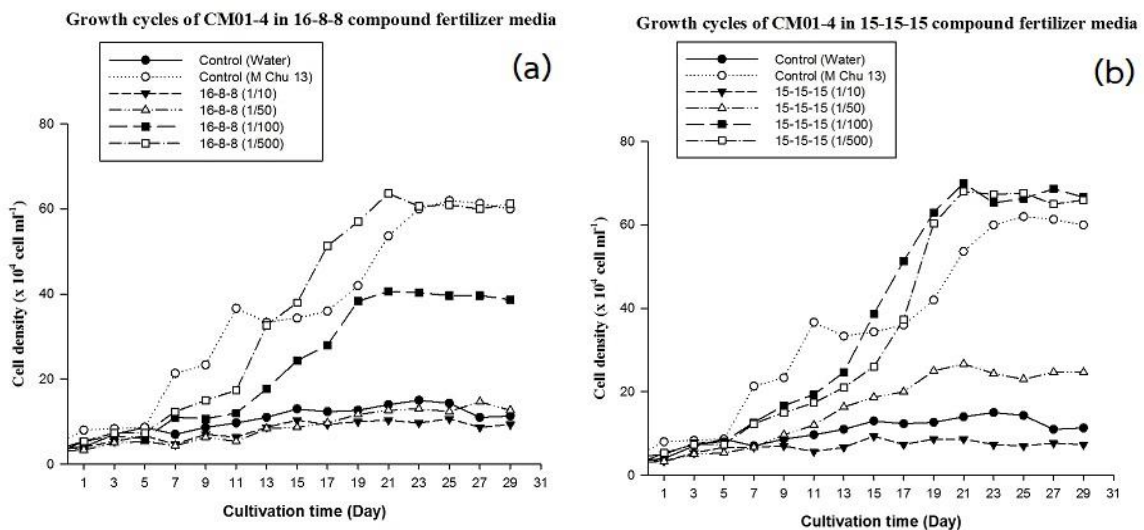 Growth cycles of CM01-4 in 16-8-8 compound fertilizer media
(a)
Control (Water)
Control (M Chu 13)
16-8-8 (1/10)
16-8-8 (1/50)
16-8-8 (1/100)
16-8-8 (1/500)
Cell density (x 10⁴ cell ml⁻¹)
80
60
40
20
0
1 3 5 7 9 11 13 15 17 19 21 23 25 27 29 31
Cultivation time (Day)
Growth cycles of CM01-4 in 15-15-15 compound fertilizer media
(b)
Control (Water)
Control (M Chu 13)
15-15-15 (1/10)
15-15-15 (1/50)
15-15-15 (1/100)
15-15-15 (1/500)
Cell density (x 10⁴ cell ml⁻¹)
80
60
40
20
0
1 3 5 7 9 11 13 15 17 19 21 23 25 27 29 31
Cultivation time (Day)